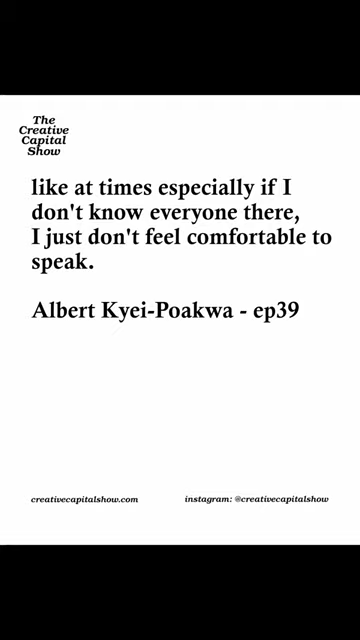 The
Creative
Capital
Show
like at times especially if I
don't know everyone there,
I just don't feel comfortable to
speak.
Albert Kyei-Poakwa - ep39
creativecapitalshow.com
instagram: @creativecapitalshow